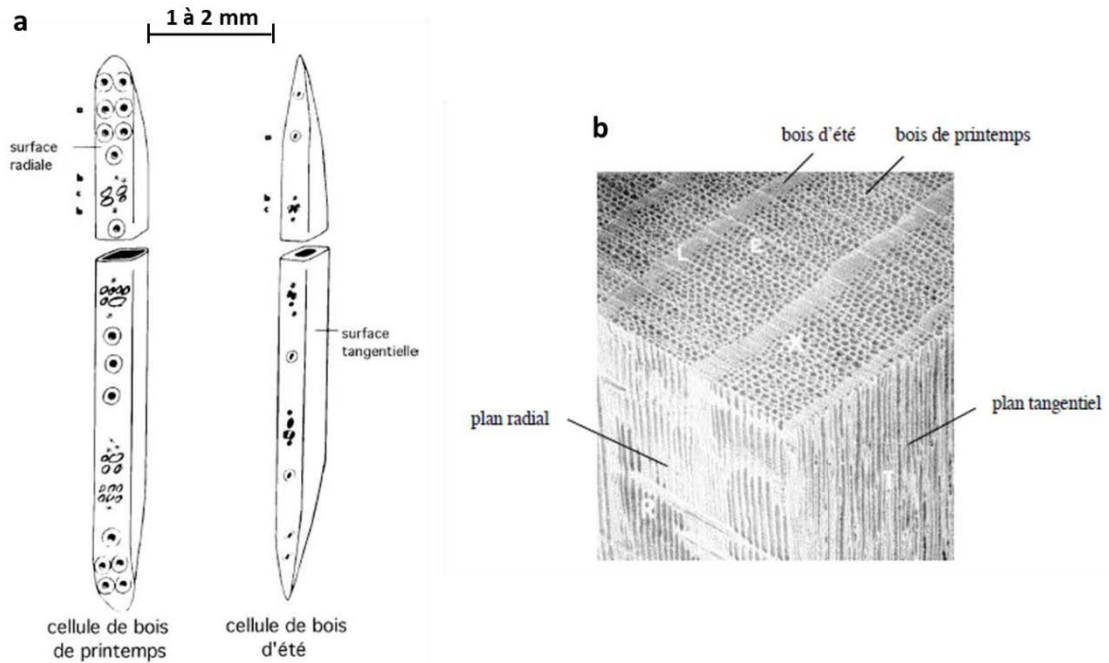 a
1 à 2 mm
a
surface
radiale
b
c
b
a
b
c
surface
tangentielle
cellule de bois
de printemps
cellule de bois
d'été
b
bois d'été
bois de printemps
L
E
X
plan radial
plan tangentiel
T
R